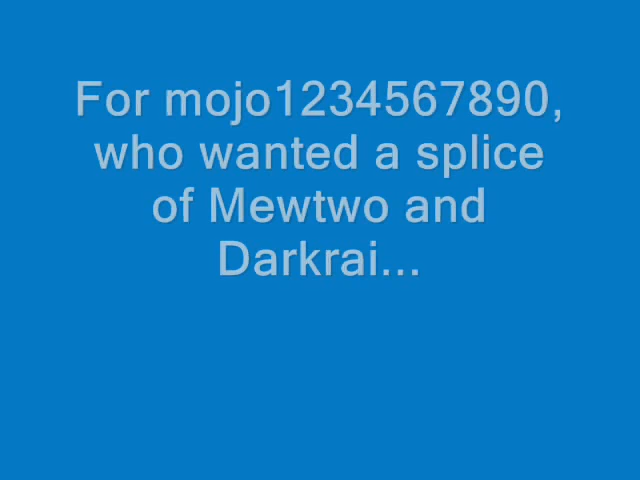 For mojo1234567890,
who wanted a splice
of Mewtwo and
Darkrai...